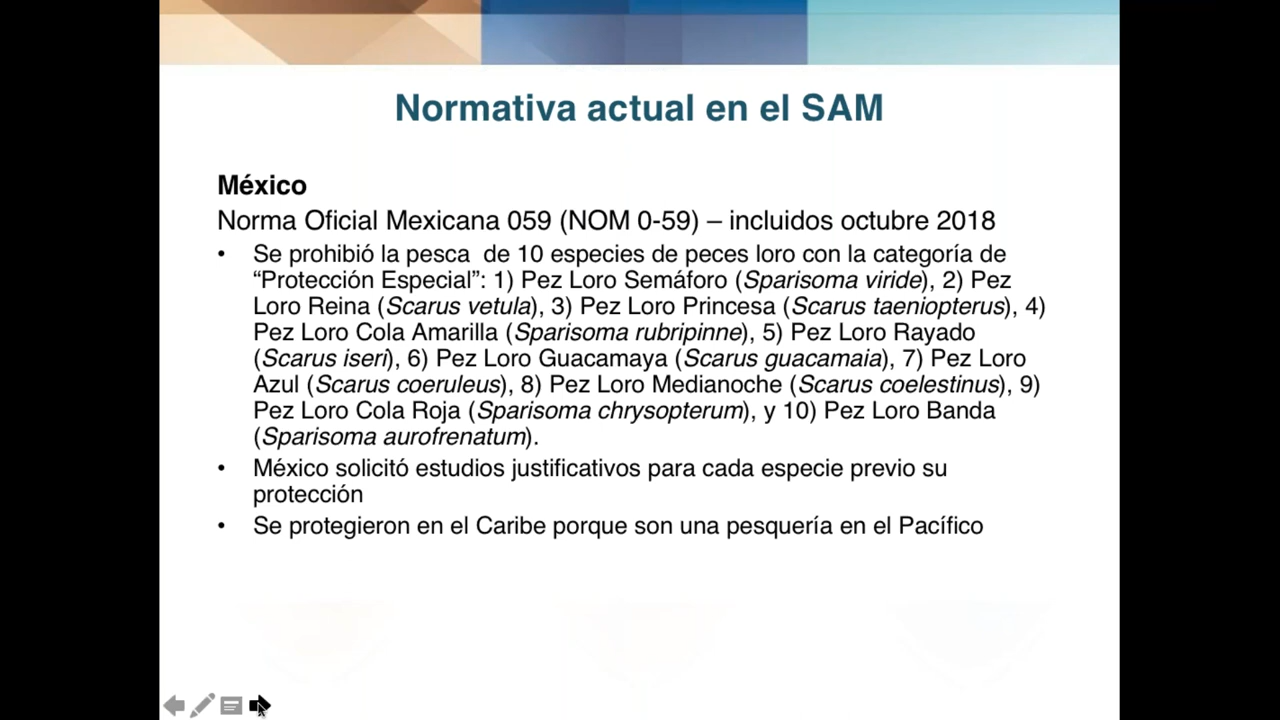 Normativa actual en el SAM
México
Norma Oficial Mexicana 059 (NOM 0-59) – incluidos octubre 2018
• Se prohibió la pesca  de 10 especies de peces loro con la categoría de
“Protección Especial”: 1) Pez Loro Semáforo (Sparisoma viride), 2) Pez
Loro Reina (Scarus vetula), 3) Pez Loro Princesa (Scarus taeniopterus), 4)
Pez Loro Cola Amarilla (Sparisoma rubripinne), 5) Pez Loro Rayado
(Scarus iseri), 6) Pez Loro Guacamaya (Scarus guacamaia), 7) Pez Loro
Azul (Scarus coeruleus), 8) Pez Loro Medianoche (Scarus coelestinus), 9)
Pez Loro Cola Roja (Sparisoma chrysopterum), y 10) Pez Loro Banda
(Sparisoma aurofrenatum).
• México solicitó estudios justificativos para cada especie previo su
protección
• Se protegieron en el Caribe porque son una pesquería en el Pacífico